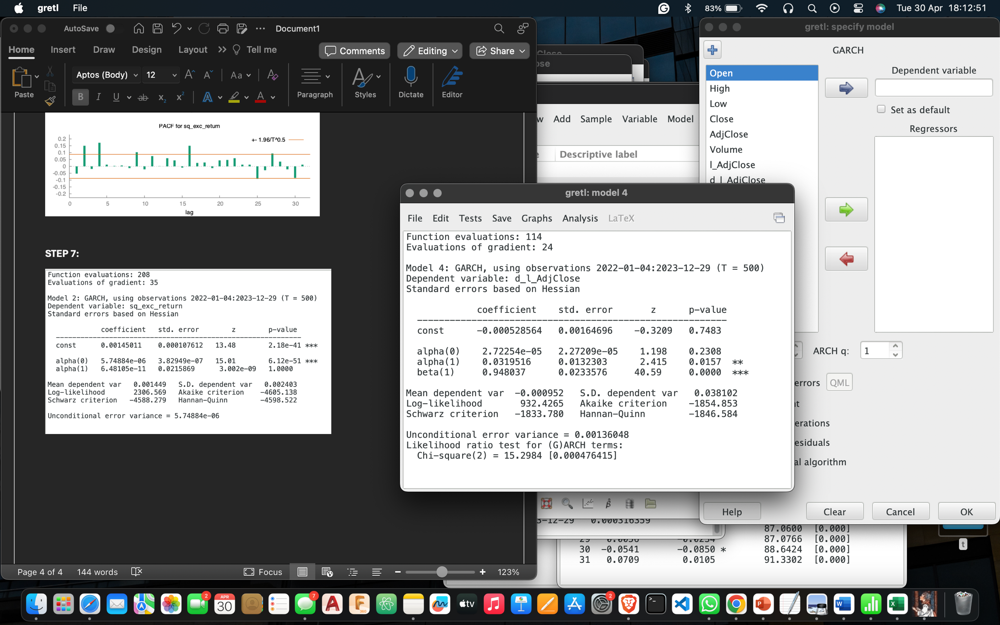 gretl File
83% Tue 30 Apr 18:12:51
AutoSave Document1
Home Insert Draw Design Layout Tell me
Comments Editing Share
Paste
Aptos (Body) 12 Aa
B I U ab x2 x2 A A
Paragraph
Styles
Dictate
Editor
PACF for sq_exc_return
+- 1.96/T^0.5
0.2
0.15
0.1
0.05
0
-0.05
-0.1
-0.15
-0.2
0 5 10 15 20 25 30
lag
STEP 7:
Function evaluations: 208
Evaluations of gradient: 35
Model 2: GARCH, using observations 2022-01-04:2023-12-29 (T = 500)
Dependent variable: sq_exc_return
Standard errors based on Hessian
coefficient std. error z p-value
const 0.00145011 0.000107612 13.48 2.18e-41 ***
alpha(0) 5.74884e-06 3.82949e-07 15.01 6.12e-51 ***
alpha(1) 6.48105e-11 0.0215869 3.002e-09 1.0000
Mean dependent var 0.001449 S.D. dependent var 0.002403
Log-likelihood 2306.569 Akaike criterion -4605.138
Schwarz criterion -4588.279 Hannan-Quinn -4598.522
Unconditional error variance = 5.74884e-06
Page 4 of 4 144 words Focus 123%
w Add Sample Variable Model
Descriptive label
gretl: model 4
File Edit Tests Save Graphs Analysis LaTeX
Function evaluations: 114
Evaluations of gradient: 24
Model 4: GARCH, using observations 2022-01-04:2023-12-29 (T = 500)
Dependent variable: d_l_AdjClose
Standard errors based on Hessian
coefficient std. error z p-value
const -0.000528564 0.00164696 -0.3209 0.7483
alpha(0) 2.72254e-05 2.27209e-05 1.198 0.2308
alpha(1) 0.0319516 0.0132303 2.415 0.0157 **
beta(1) 0.948037 0.0233576 40.59 0.0000 ***
Mean dependent var -0.000952 S.D. dependent var 0.038102
Log-likelihood 932.4265 Akaike criterion -1854.853
Schwarz criterion -1833.780 Hannan-Quinn -1846.584
Unconditional error variance = 0.00136048
Likelihood ratio test for (G)ARCH terms:
Chi-square(2) = 15.2984 [0.000476415]
gretl: specify model
GARCH
Open
High
Low
Close
AdjClose
Volume
l_AdjClose
d_l_AdjClose
Dependent variable
Set as default
Regressors
ARCH q: 1
errors QML
erations
esiduals
al algorithm
Help Clear Cancel OK
3-12-29 0.000316359
87.0600 [0.000]
29 0.0036 -0.0234 87.0766 [0.000]
30 -0.0541 -0.0850 * 88.6424 [0.000]
31 0.0709 0.0105 91.3302 [0.000]
t
2 APR 30 7 360 tv 2